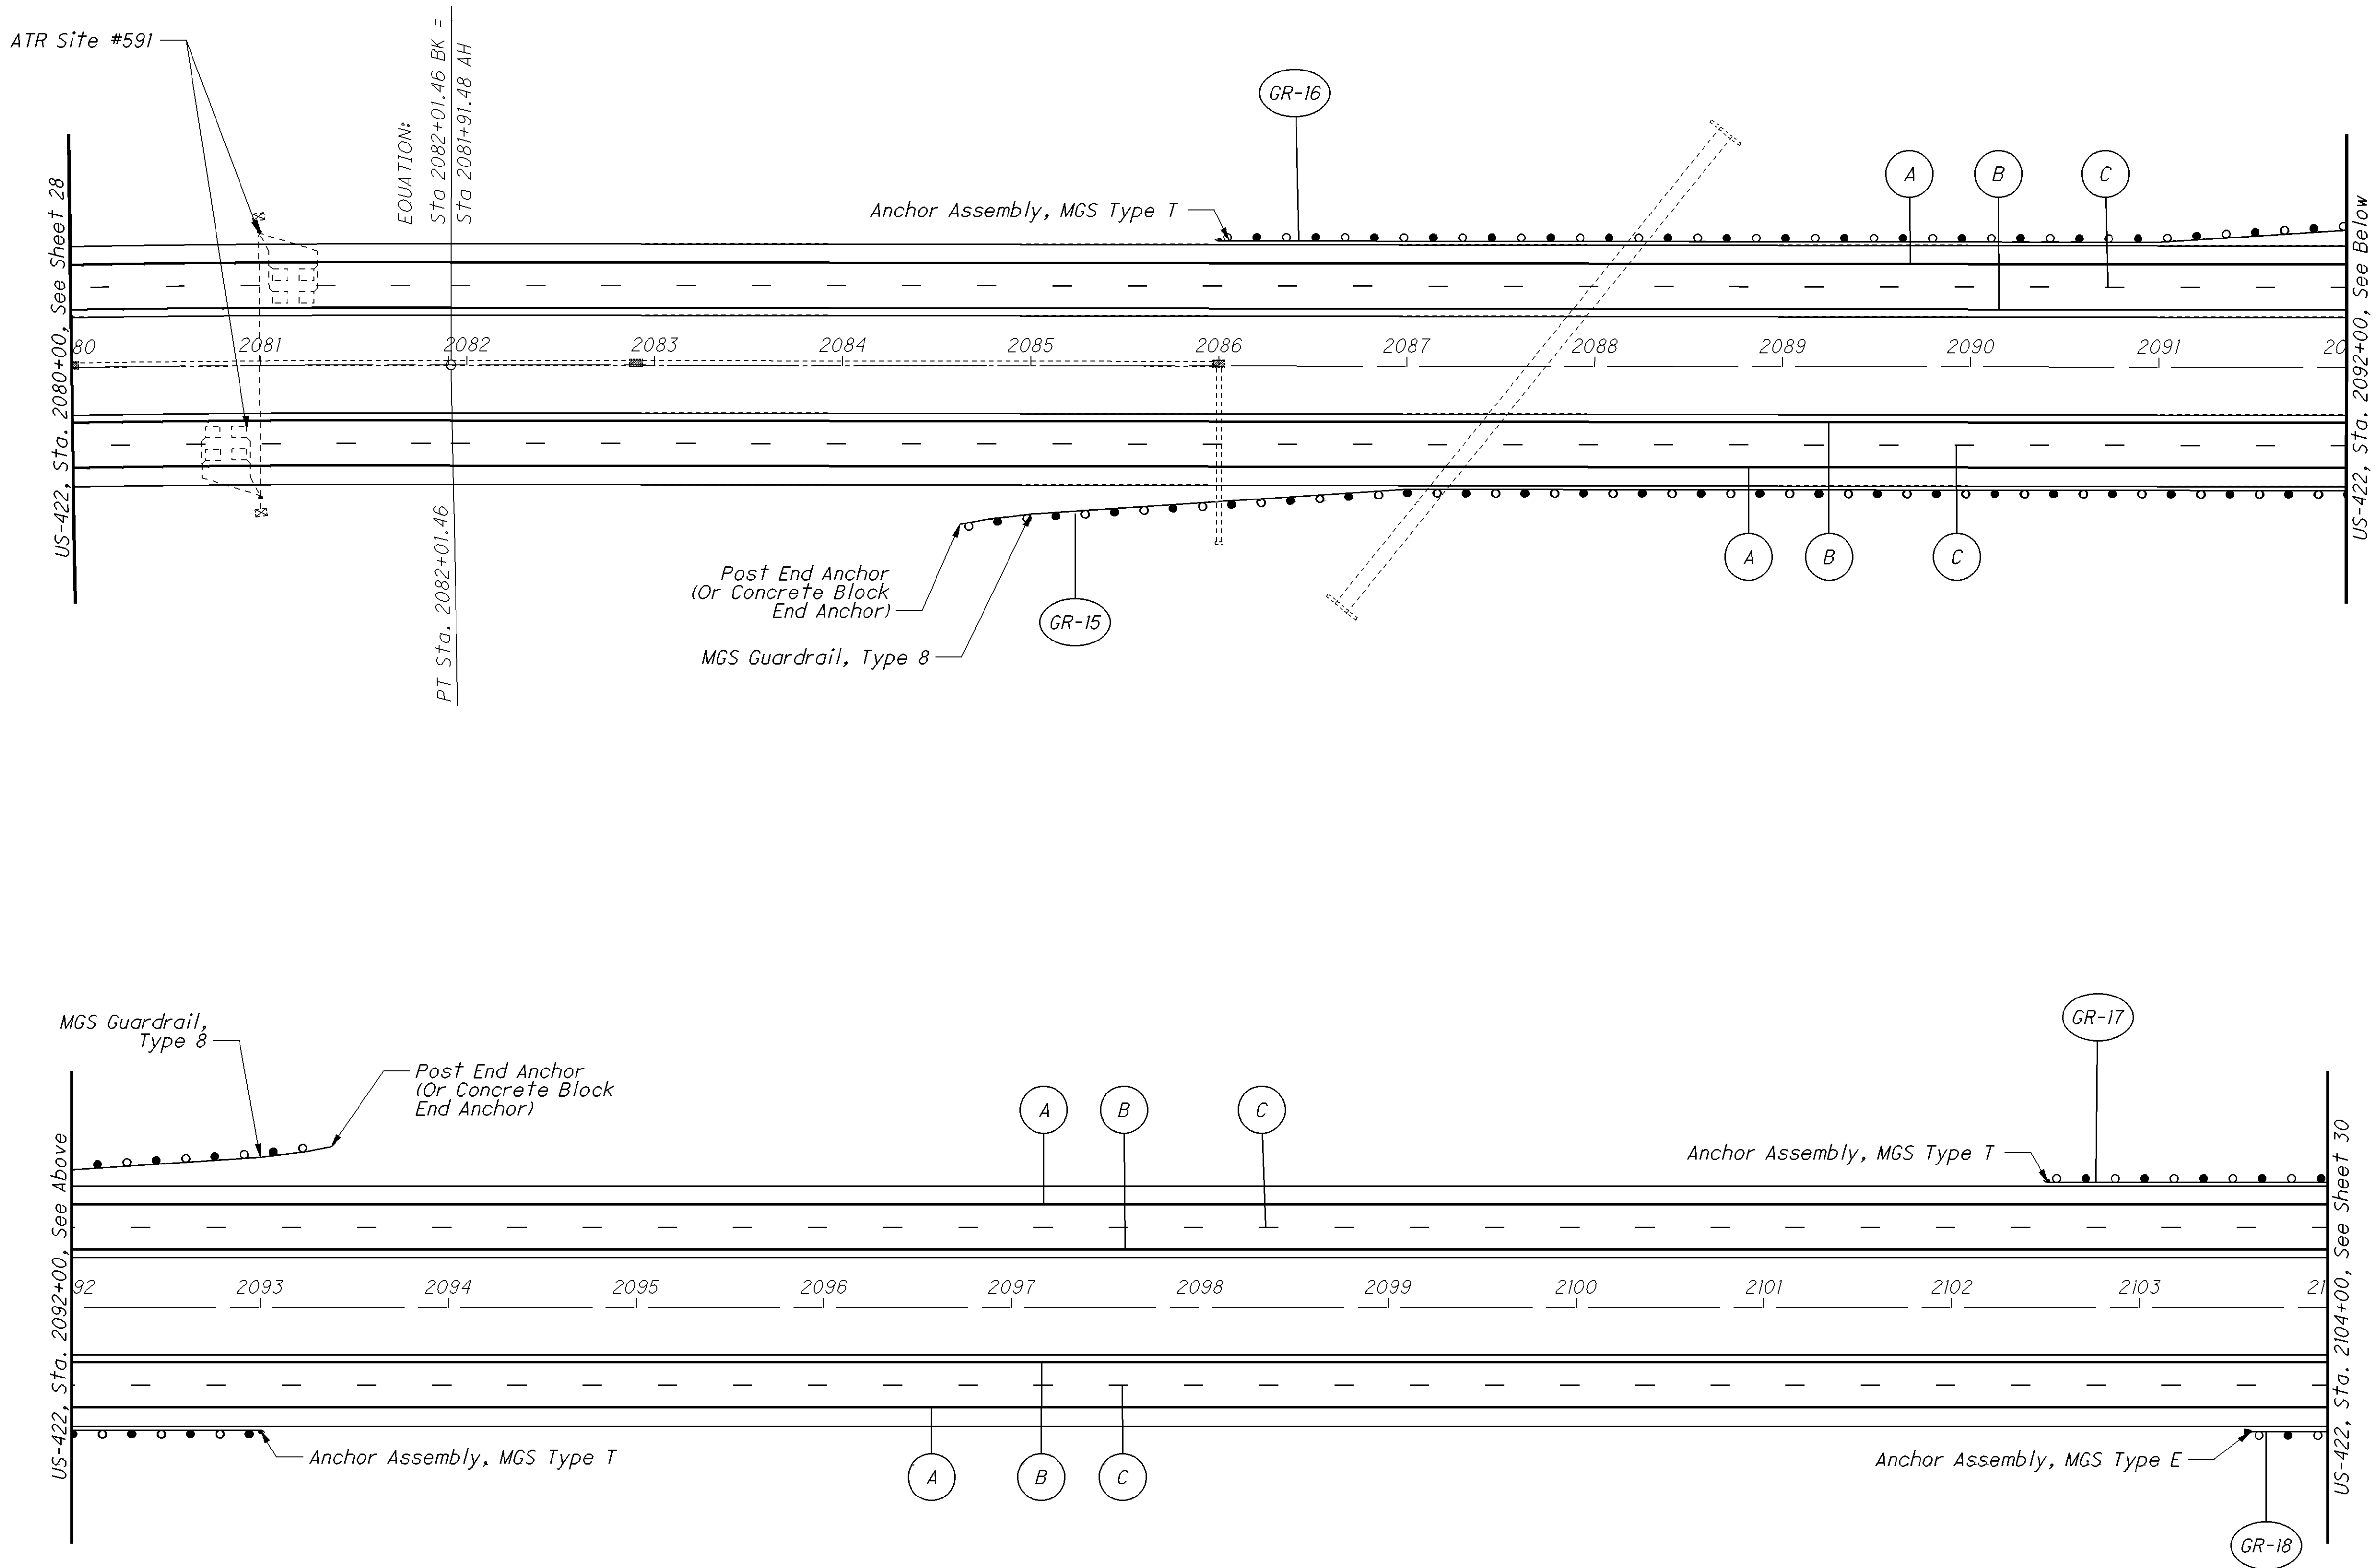 ATR Site #591
EQUATION:
Sta 2082+01.46 BK =
Sta 2081+91.48 AH
GR-16
Anchor Assembly, MGS Type T
A
B
C
US-422, Sta. 2080+00, See Sheet 28
US-422, Sta. 2092+00, See Below
80
2081
2082
2083
2084
2085
2086
2087
2088
2089
2090
2091
20
PT Sta. 2082+01.46
Post End Anchor
(Or Concrete Block
End Anchor)
GR-15
MGS Guardrail, Type 8
A
B
C
MGS Guardrail,
Type 8
Post End Anchor
(Or Concrete Block
End Anchor)
A
B
C
GR-17
Anchor Assembly, MGS Type T
US-422, Sta. 2092+00, See Above
US-422, Sta. 2104+00, See Sheet 30
92
2093
2094
2095
2096
2097
2098
2099
2100
2101
2102
2103
21
Anchor Assembly, MGS Type T
A
B
C
Anchor Assembly, MGS Type E
GR-18